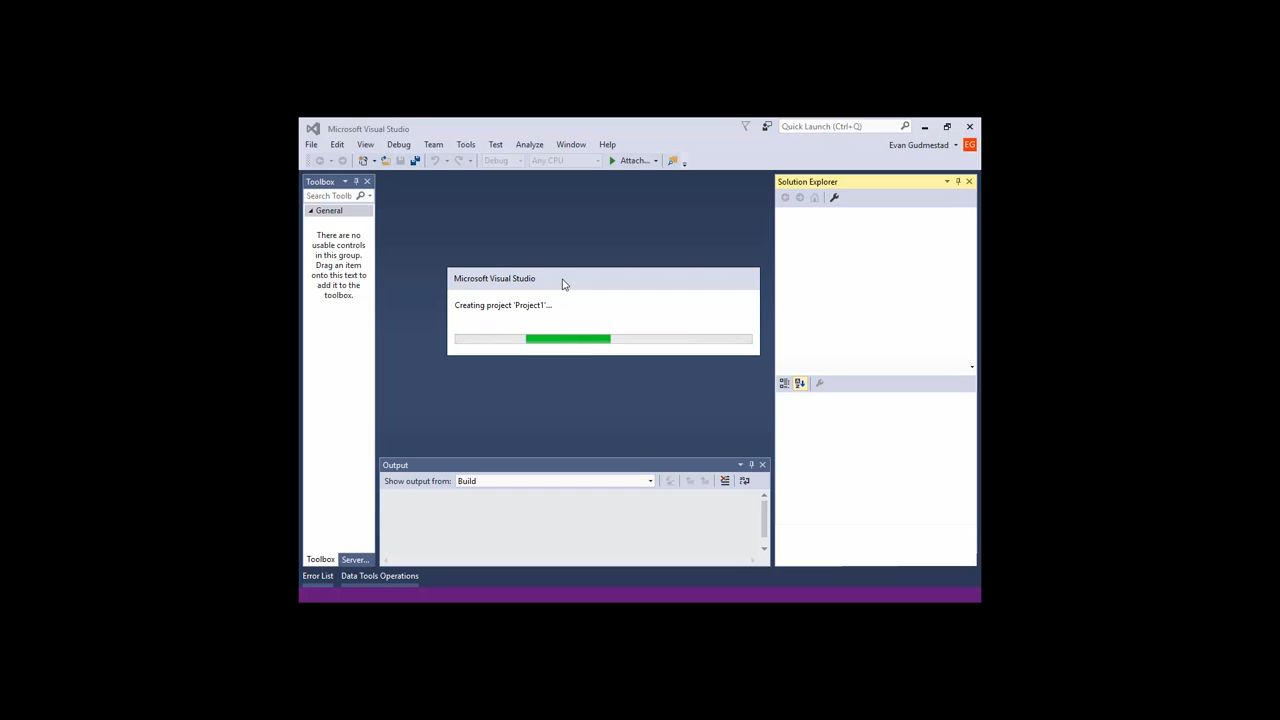 Microsoft Visual Studio
Quick Launch (Ctrl+Q)
File Edit View Debug Team Tools Test Analyze Window Help
Evan Gudmestad EG
Debug Any CPU Attach...
Toolbox
Search Toolb
General
There are no
usable controls
in this group.
Drag an item
onto this text to
add it to the
toolbox.
Microsoft Visual Studio
Creating project 'Project1'...
Solution Explorer
Output
Show output from: Build
Toolbox Server...
Error List Data Tools Operations